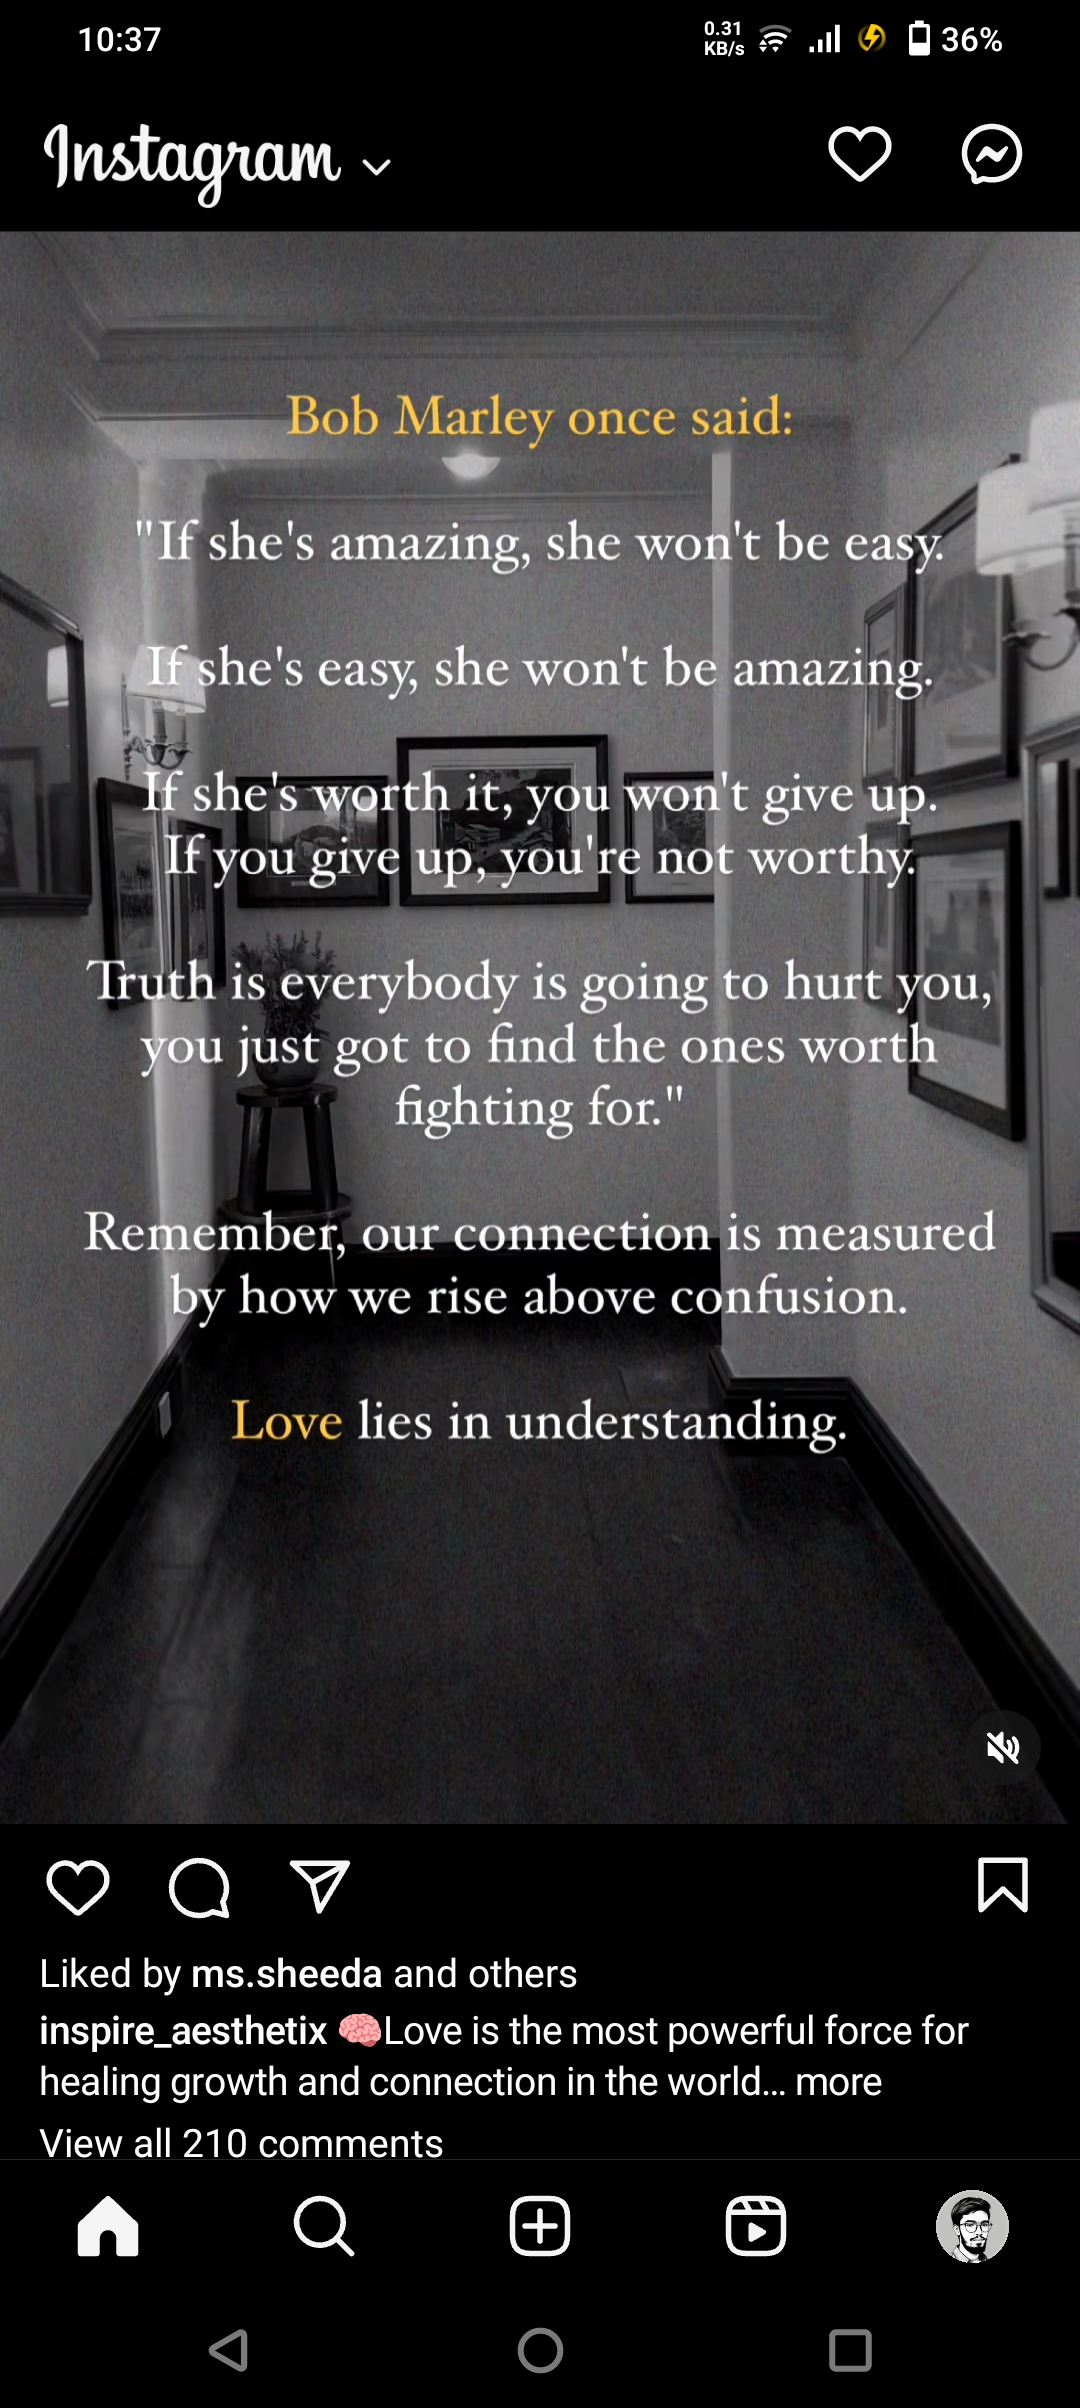 10:37
0.31
KB/s
36%
Instagram
Bob Marley once said:
"If she's amazing, she won't be easy.
If she's easy, she won't be amazing.
If she's worth it, you won't give up.
If you give up, you're not worthy.
Truth is everybody is going to hurt you,
you just got to find the ones worth
fighting for."
Remember, our connection is measured
by how we rise above confusion.
Love lies in understanding.
Liked by ms.sheeda and others
inspire_aesthetix 🧠Love is the most powerful force for
healing growth and connection in the world... more
View all 210 comments